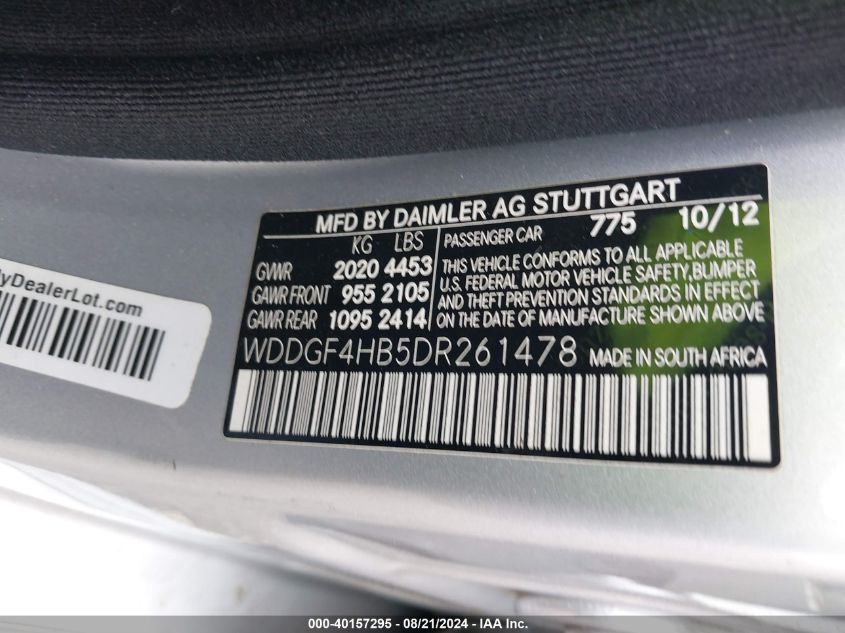 MFD BY DAIMLER AG STUTTGART
775 10/12
KG LBS
GVWR 2020 4453
GAWR FRONT 955 2105
GAWR REAR 1095 2414
PASSENGER CAR
THIS VEHICLE CONFORMS TO ALL APPLICABLE
U.S. FEDERAL MOTOR VEHICLE SAFETY, BUMPER
AND THEFT PREVENTION STANDARDS IN EFFECT
ON THE DATE OF MANUFACTURE SHOWN ABOVE
WDDGF4HB5DR261478 MADE IN SOUTH AFRICA
yDealerLot.com
000-40157295 - 08/21/2024 - IAA, Inc.